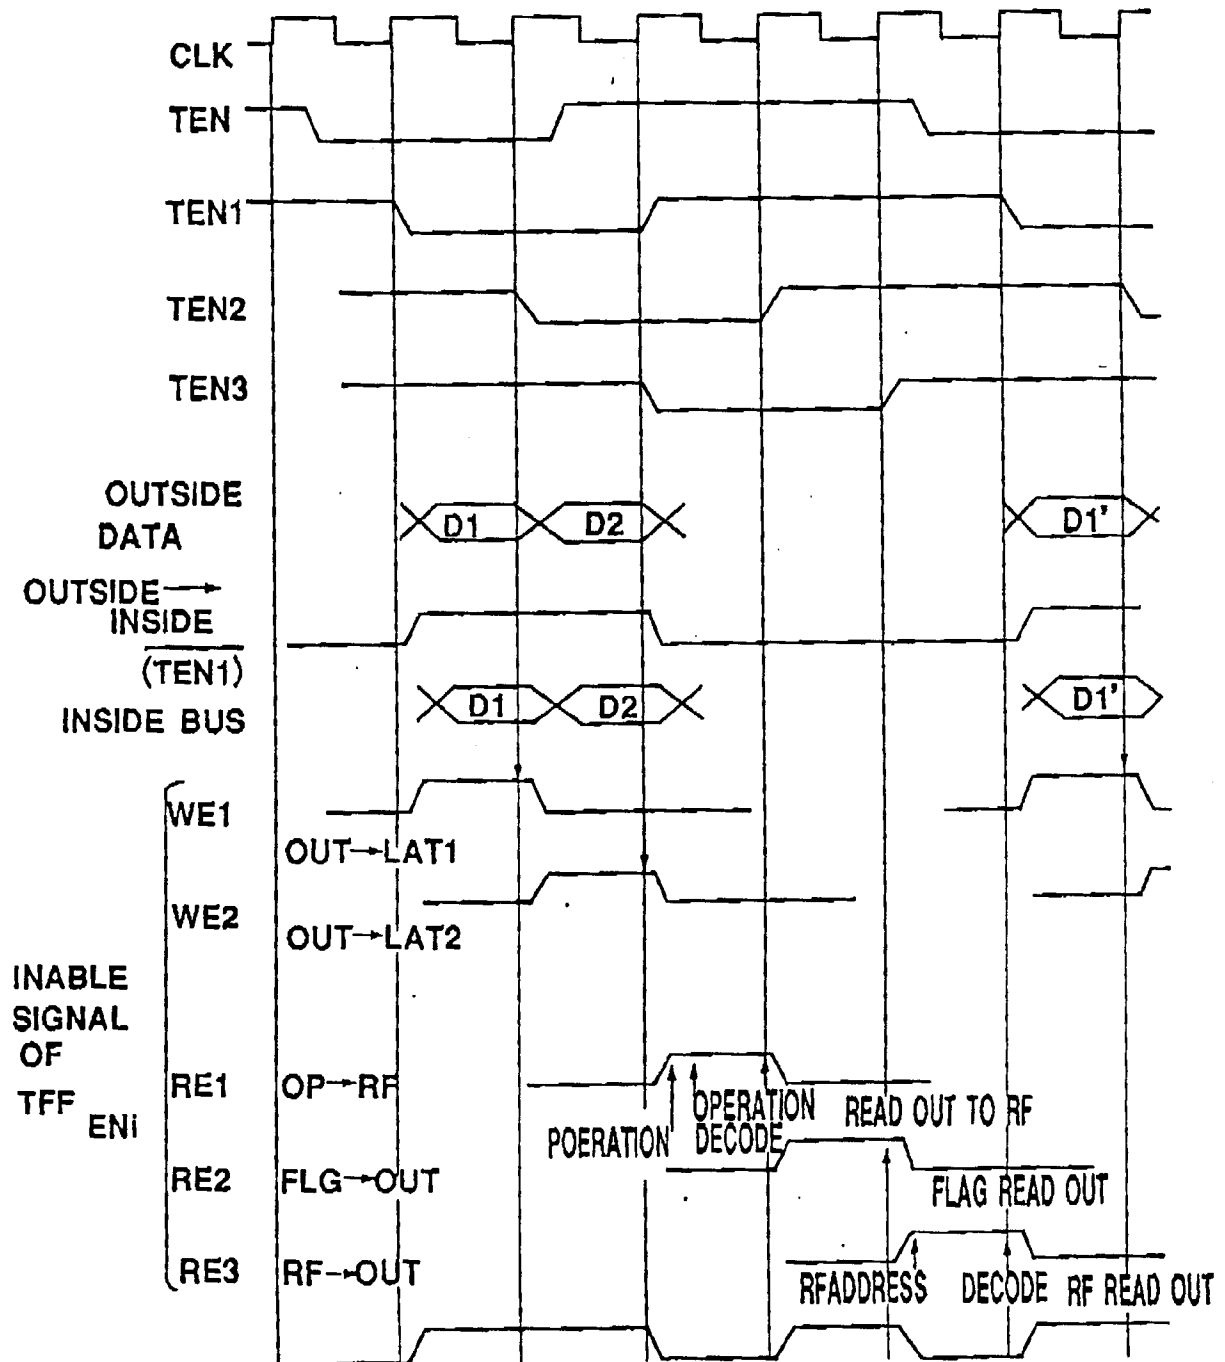 CLK
TEN
TEN1
TEN2
TEN3
OUTSIDE
DATA
D1 D2 D1'
OUTSIDE→
INSIDE
(TEN1)
INSIDE BUS
D1 D2 D1'
WE1
OUT→LAT1
WE2
OUT→LAT2
INABLE
SIGNAL
OF
TFF
ENi
RE1 OP→RF
POERATION
OPERATION
DECODE
READ OUT TO RF
RE2 FLG→OUT
FLAG READ OUT
RE3 RF→OUT
RFADDRESS DECODE RF READ OUT